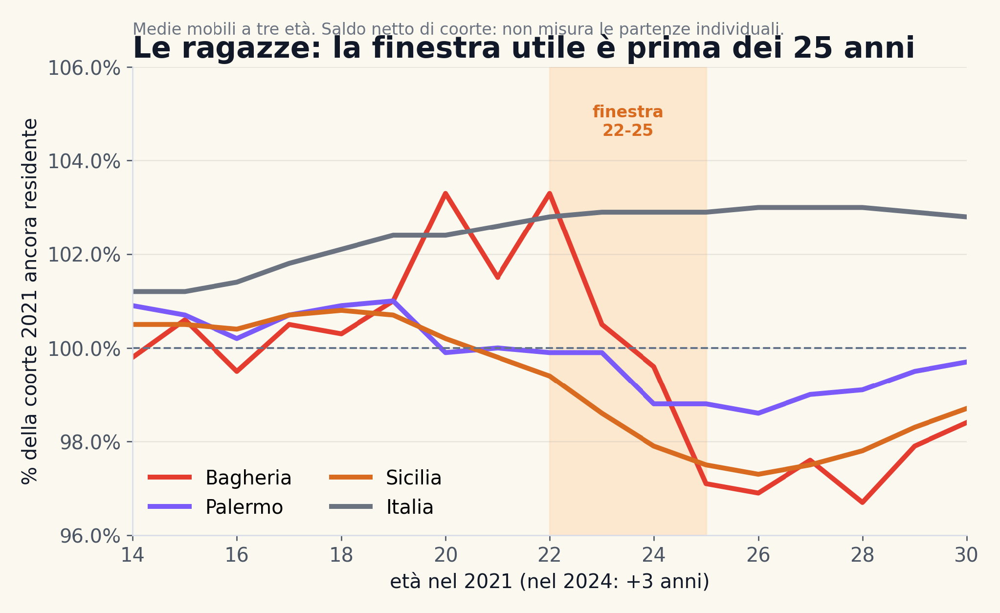 Medie mobili a tre età. Saldo netto di coorte: non misura le partenze individuali.
Le ragazze: la finestra utile è prima dei 25 anni
106.0%
104.0%
102.0%
100.0%
98.0%
96.0%
% della coorte 2021 ancora residente
finestra
22-25
Bagheria
Palermo
Sicilia
Italia
14 16 18 20 22 24 26 28 30
età nel 2021 (nel 2024: +3 anni)